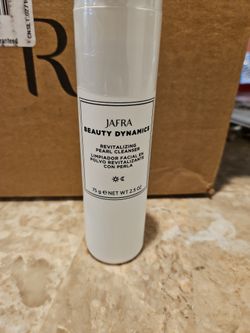 JAFRA
BEAUTY DYNAMICS
REVITALIZING
PEARL CLEANSER
LIMPIADOR FACIAL EN
POLVO REVITALIZANTE
CON PERLA
75 g e NET WT 2.5 OZ
R